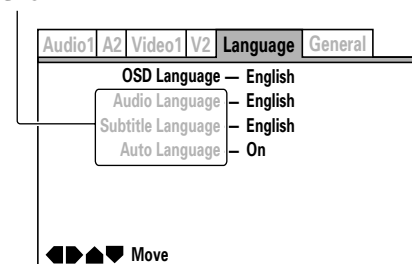 Audio1 A2 Video1 V2 Language General
OSD Language — English
Audio Language — English
Subtitle Language — English
Auto Language — On
Move